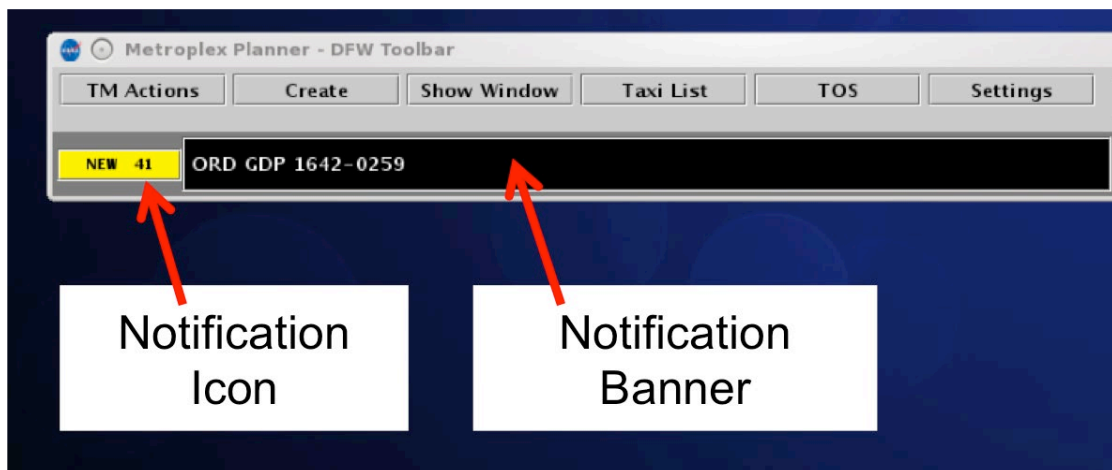 Metroplex Planner - DFW Toolbar
TM Actions Create Show Window Taxi List TOS Settings
NEW 41 ORD GDP 1642-0259
Notification
Icon
Notification
Banner